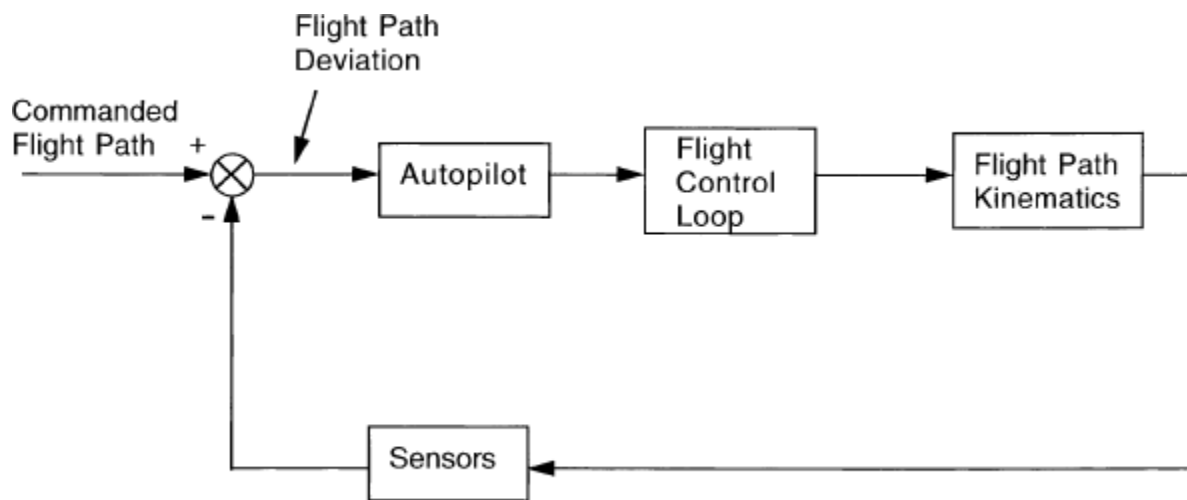 Flight Path
Deviation
Commanded
Flight Path
+
-
Autopilot
Flight
Control
Loop
Flight Path
Kinematics
Sensors